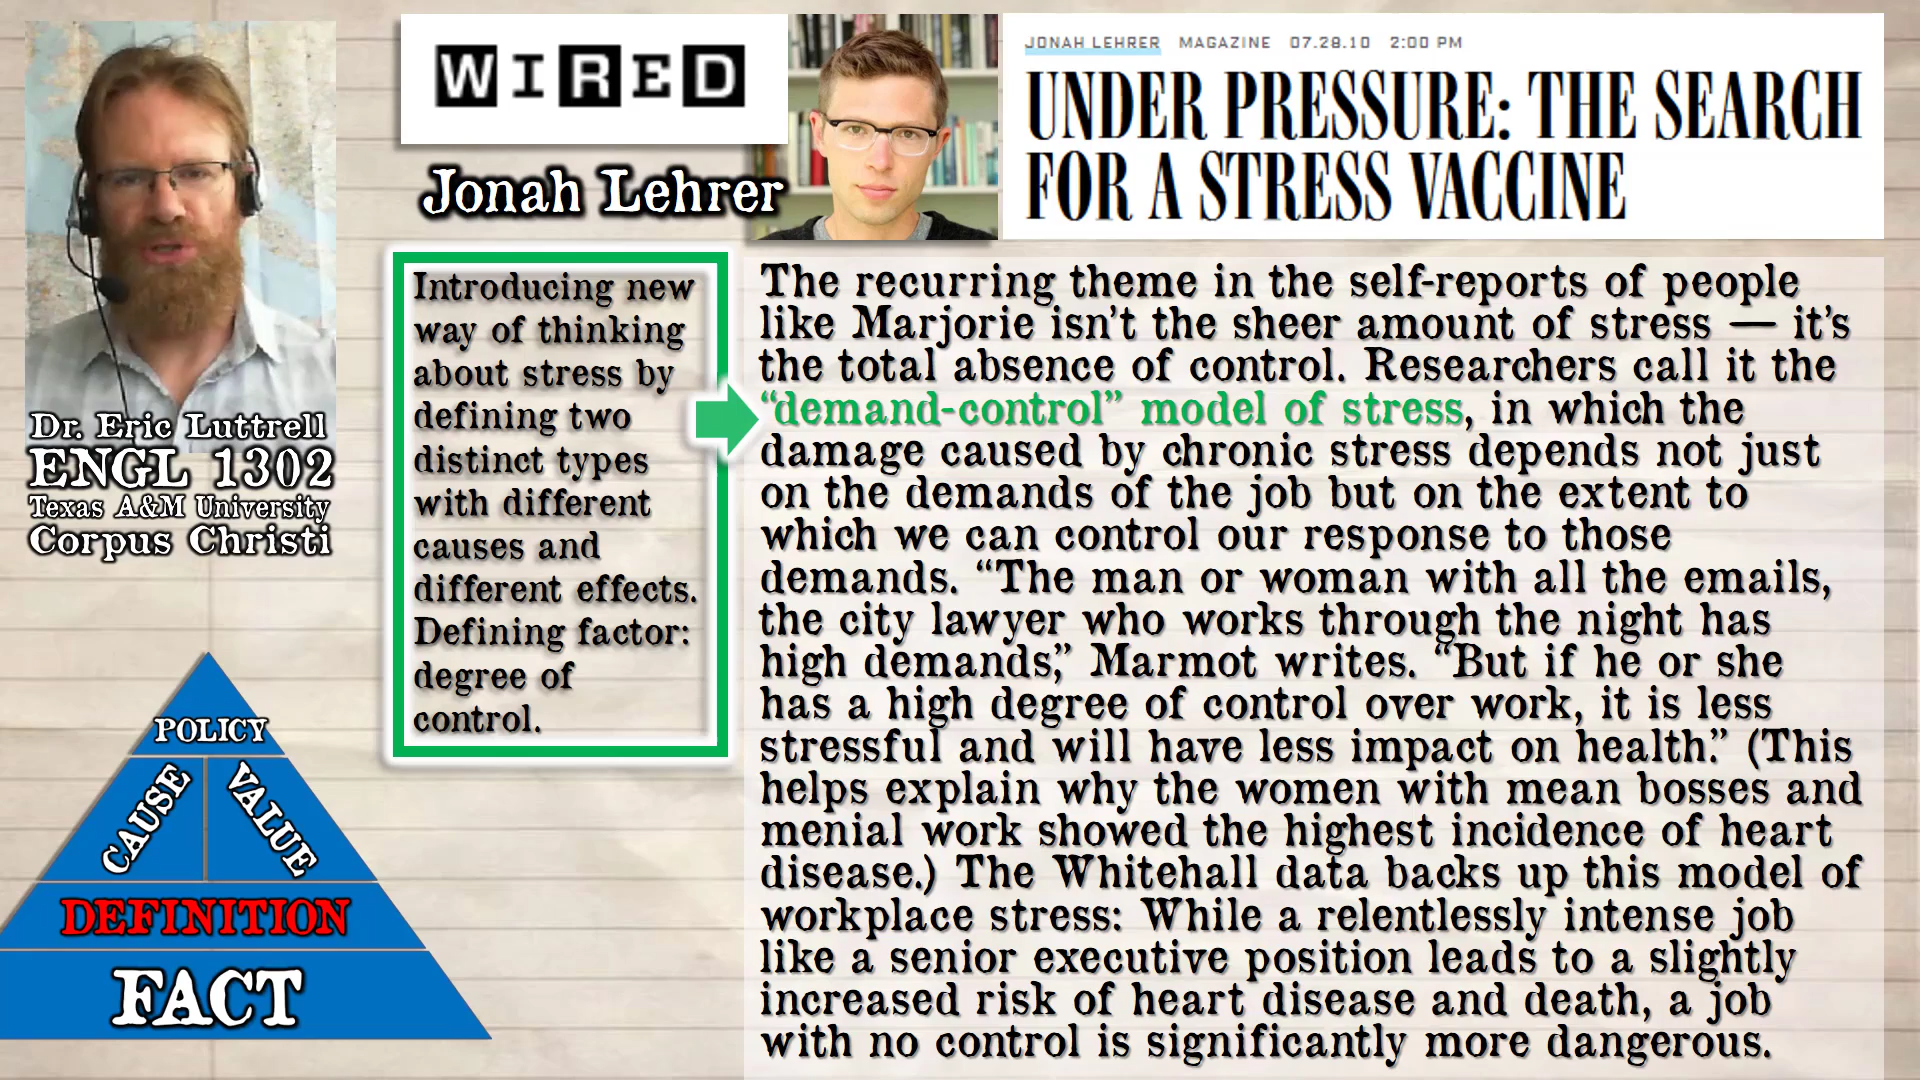 WIRED
Jonah Lehrer
JONAH LEHRER MAGAZINE 07.28.10 2:00 PM
UNDER PRESSURE: THE SEARCH
FOR A STRESS VACCINE
Dr. Eric Luttrell
ENGL 1302
Texas A&M University
Corpus Christi
Introducing new
way of thinking
about stress by
defining two
distinct types
with different
causes and
different effects.
Defining factor:
degree of
control.
The recurring theme in the self-reports of people
like Marjorie isn't the sheer amount of stress — it's
the total absence of control. Researchers call it the
“demand-control” model of stress, in which the
damage caused by chronic stress depends not just
on the demands of the job but on the extent to
which we can control our response to those
demands. “The man or woman with all the emails,
the city lawyer who works through the night has
high demands,” Marmot writes. “But if he or she
has a high degree of control over work, it is less
stressful and will have less impact on health.” (This
helps explain why the women with mean bosses and
menial work showed the highest incidence of heart
disease.) The Whitehall data backs up this model of
workplace stress: While a relentlessly intense job
like a senior executive position leads to a slightly
increased risk of heart disease and death, a job
with no control is significantly more dangerous.
POLICY
CAUSE
VALUE
DEFINITION
FACT